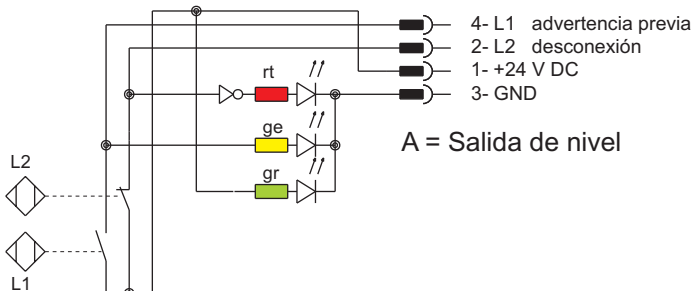 4- L1 advertencia previa
2- L2 desconexión
1- +24 V DC
3- GND
rt
ge
gr
A = Salida de nivel
L2
L1